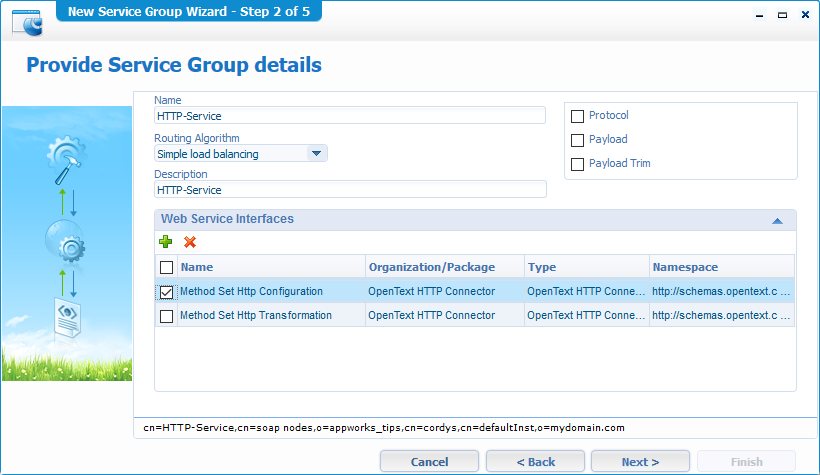 New Service Group Wizard - Step 2 of 5
Provide Service Group details
Name
HTTP-Service
Protocol
Payload
Payload Trim
Routing Algorithm
Simple load balancing
Description
HTTP-Service
Web Service Interfaces
Name Organization/Package Type Namespace
Method Set Http Configuration OpenText HTTP Connector OpenText HTTP Conne... http://schemas.opentext.c ...
Method Set Http Transformation OpenText HTTP Connector OpenText HTTP Conne... http://schemas.opentext.c ...
cn=HTTP-Service,cn=soap nodes,o=appworks_tips,cn=cordys,cn=defaultInst,o=mydomain.com
Cancel < Back Next > Finish